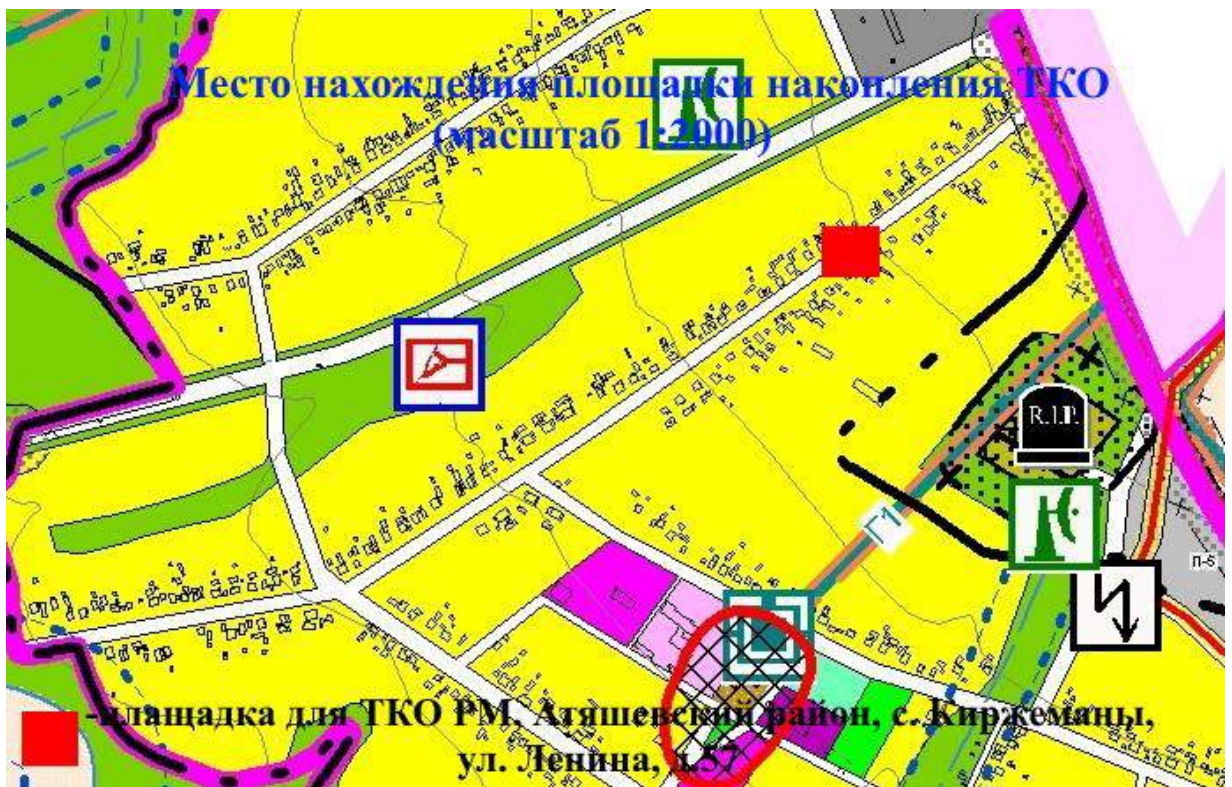 Место нахождения площадки накопления ТКО
(масштаб 1:2000)
R.I.P.
Г1
П-5
-плащадка для ТКО РМ, Атяшевский район, с. Киржеманы,
ул. Ленина, д.57